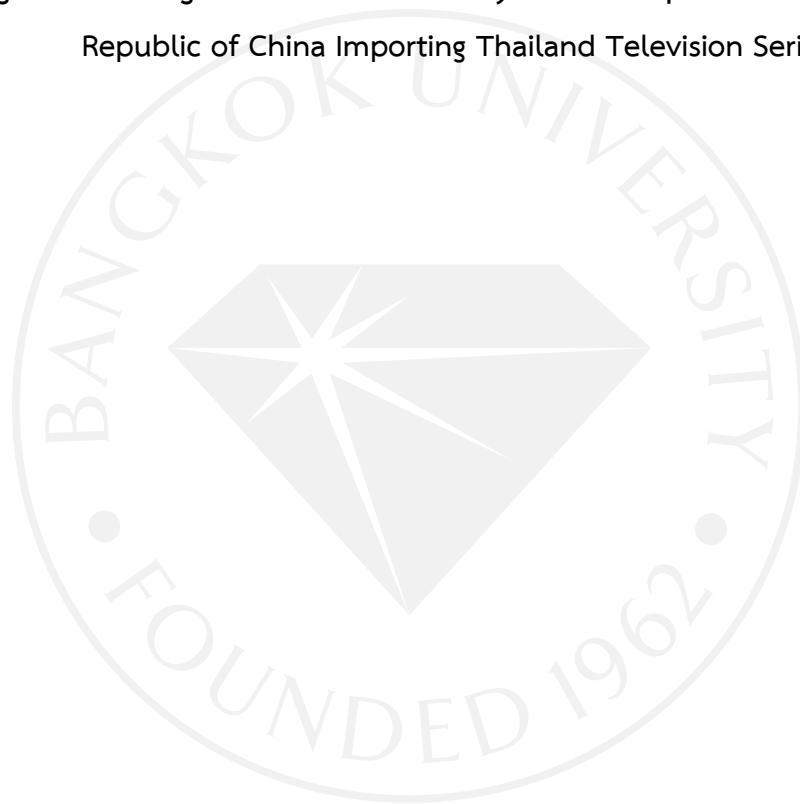 Republic of China Importing Thailand Television Seri
BANGKOK UNIVERSITY
FOUNDED 1962